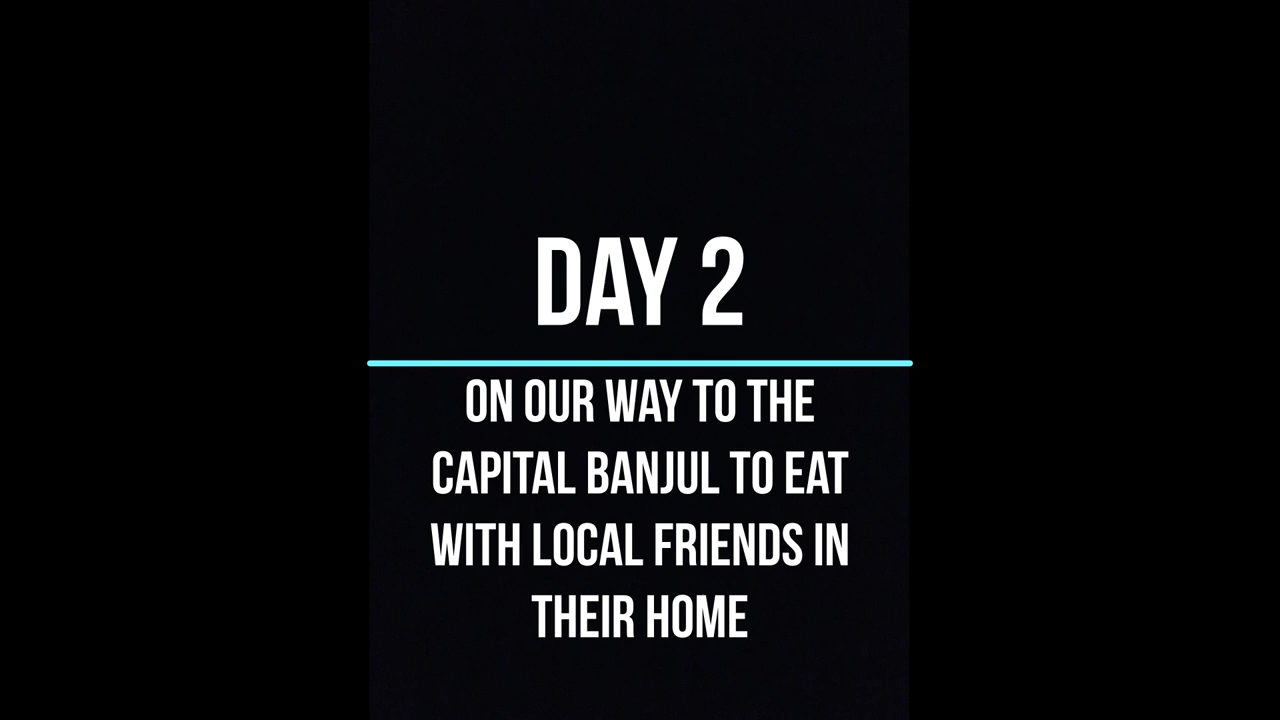 DAY 2
ON OUR WAY TO THE
CAPITAL BANJUL TO EAT
WITH LOCAL FRIENDS IN
THEIR HOME